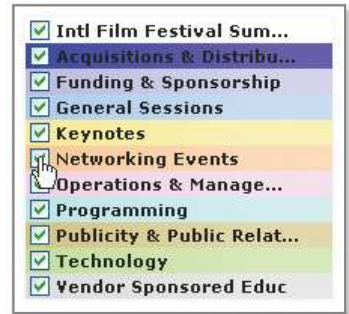 Intl Film Festival Sum...
Acquisitions & Distribu...
Funding & Sponsorship
General Sessions
Keynotes
Networking Events
Operations & Manage...
Programming
Publicity & Public Relat...
Technology
Vendor Sponsored Educ